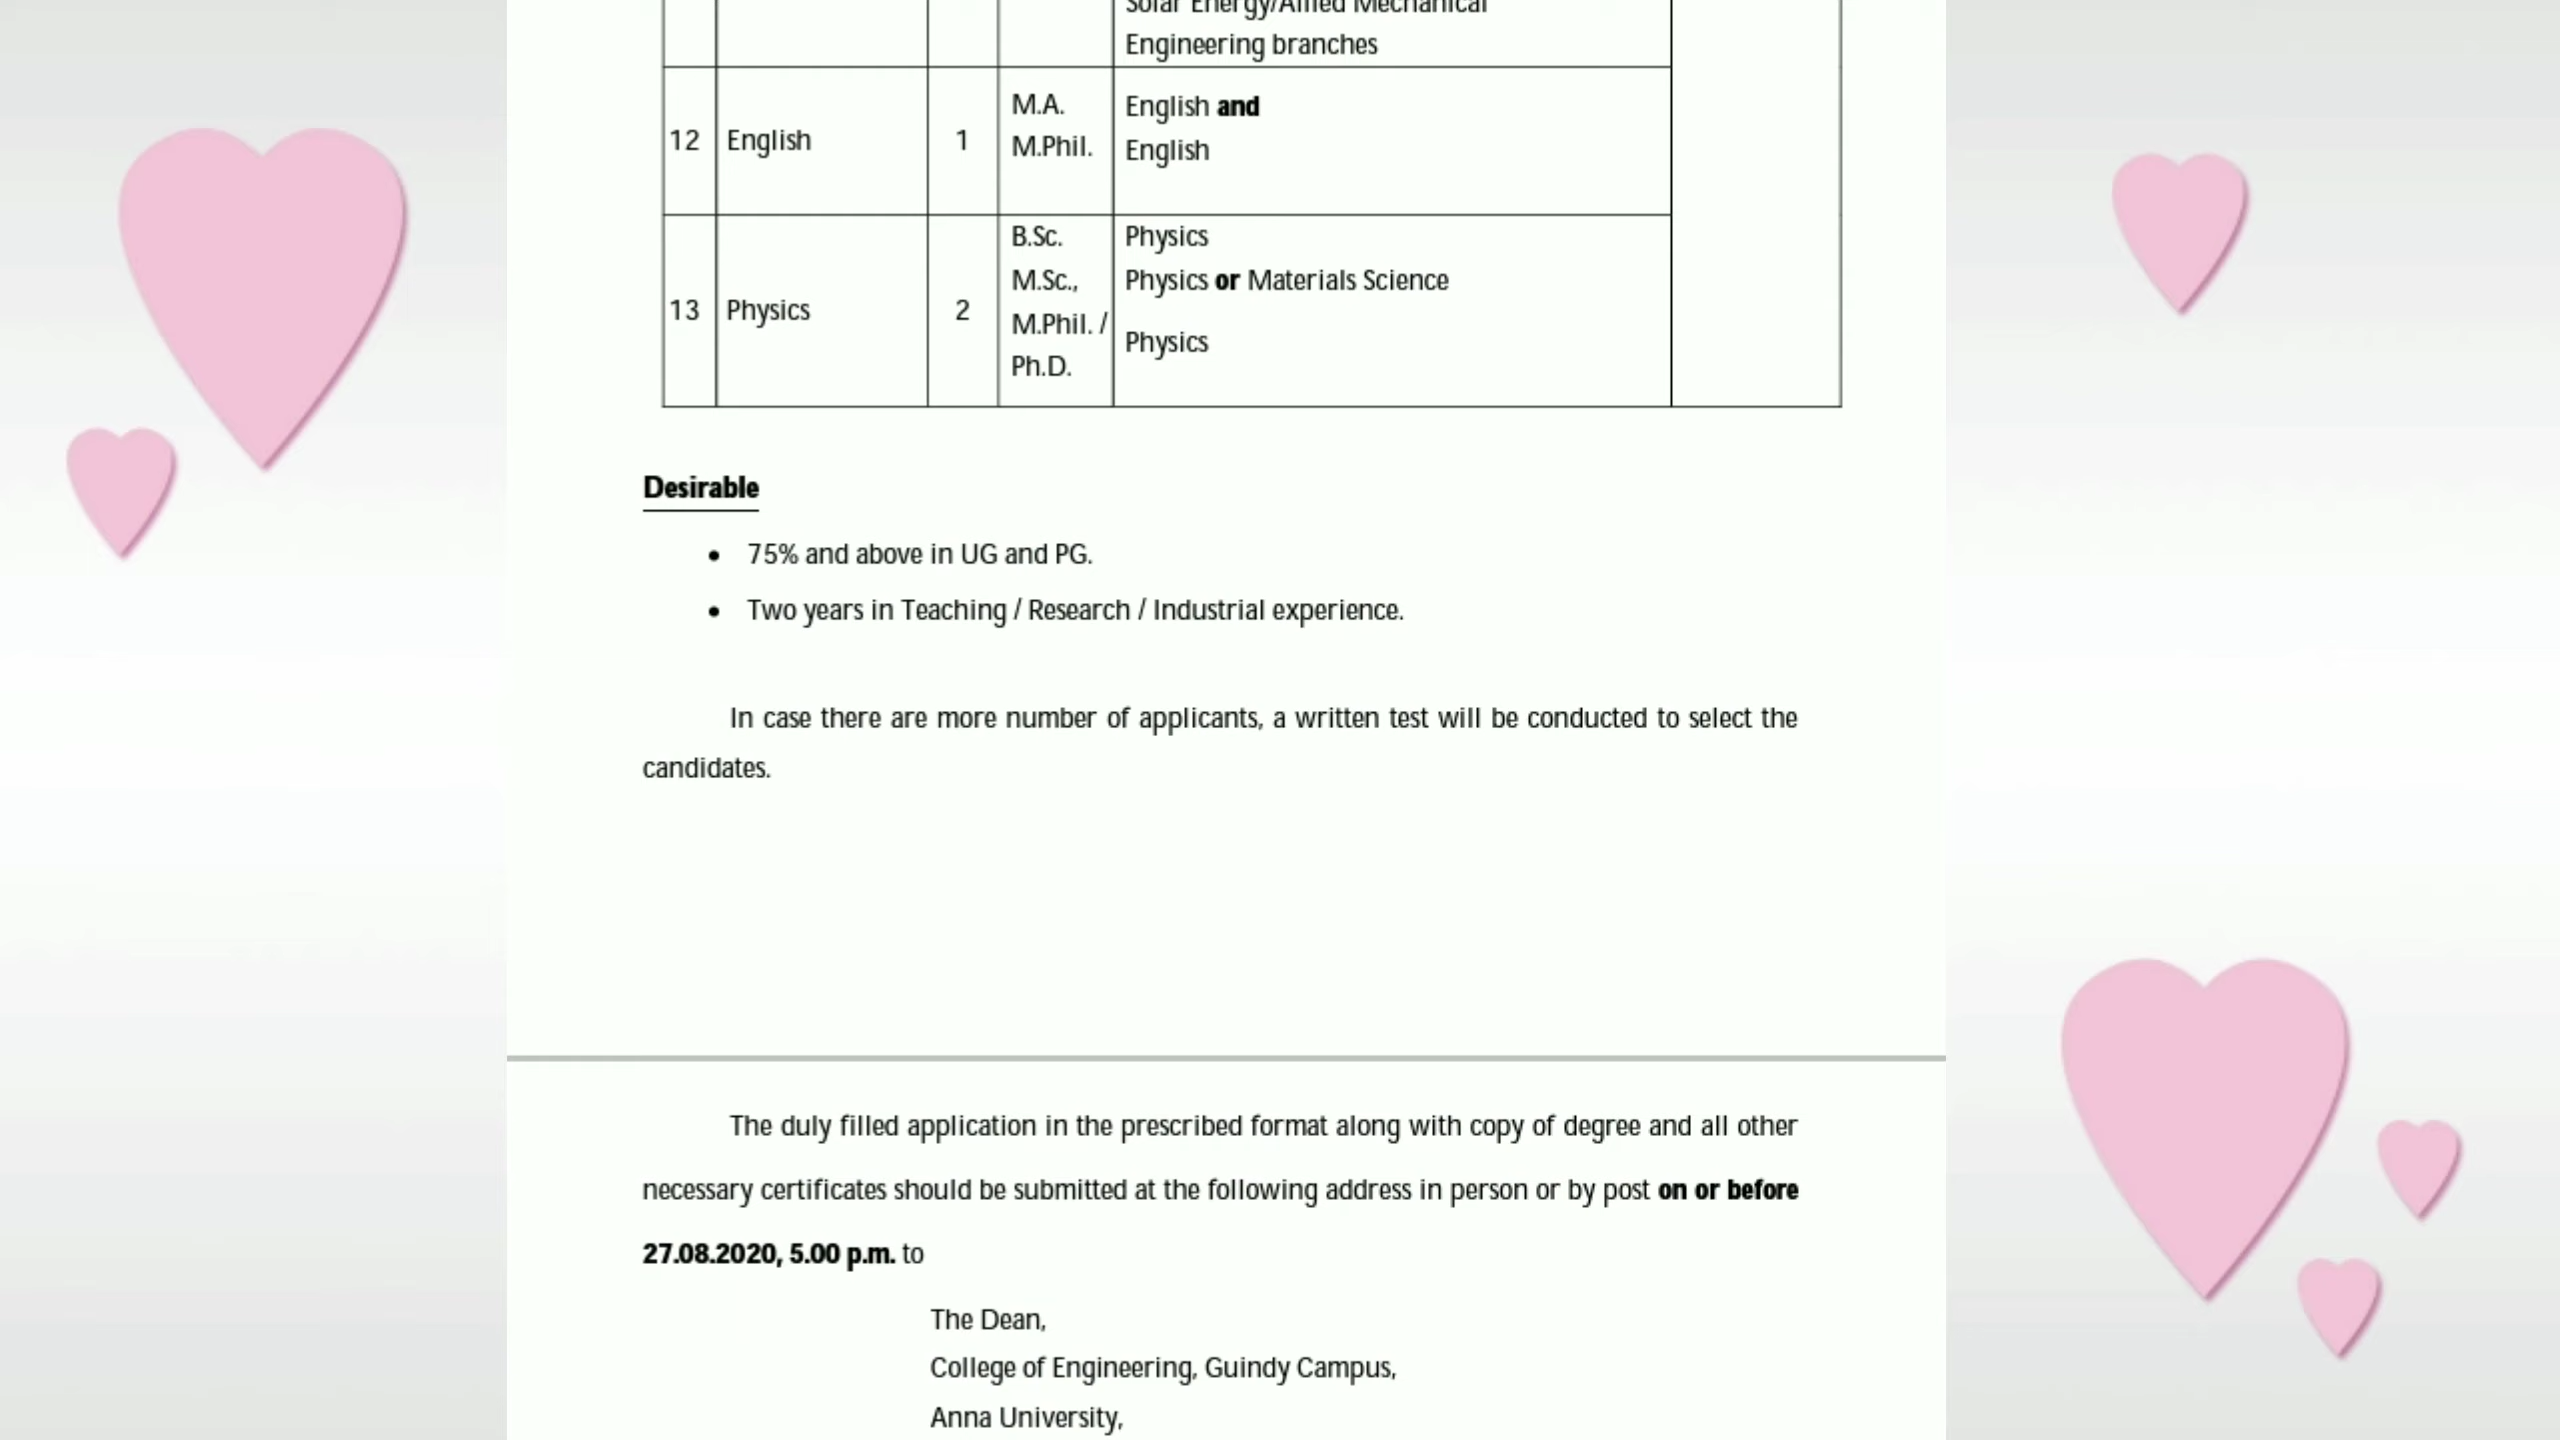 Solar Energy/Allied Mechanical
Engineering branches
12 English 1 M.A. English and
M.Phil. English
13 Physics 2 B.Sc. Physics
M.Sc., Physics or Materials Science
M.Phil. / Physics
Ph.D.
Desirable
• 75% and above in UG and PG.
• Two years in Teaching / Research / Industrial experience.
In case there are more number of applicants, a written test will be conducted to select the
candidates.
The duly filled application in the prescribed format along with copy of degree and all other
necessary certificates should be submitted at the following address in person or by post on or before
27.08.2020, 5.00 p.m. to
The Dean,
College of Engineering, Guindy Campus,
Anna University,